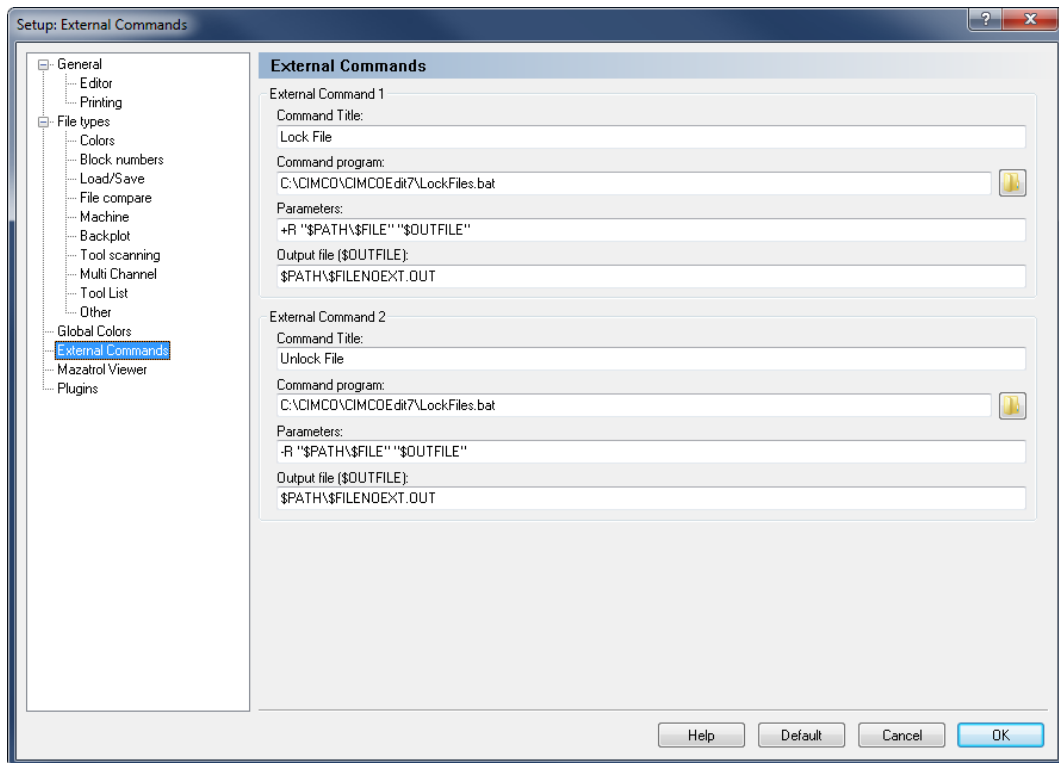 Setup: External Commands
General
Editor
Printing
File types
Colors
Block numbers
Load/Save
File compare
Machine
Backplot
Tool scanning
Multi Channel
Tool List
Other
Global Colors
External Commands
Mazatrol Viewer
Plugins
External Commands
External Command 1
Command Title:
Lock File
Command program:
C:\CIMCO\CIMCOEdit7\LockFiles.bat
Parameters:
+R "$PATH\$FILE" "$OUTFILE"
Output file ($OUTFILE):
$PATH\$FILENOEXT.OUT
External Command 2
Command Title:
Unlock File
Command program:
C:\CIMCO\CIMCOEdit7\LockFiles.bat
Parameters:
-R "$PATH\$FILE" "$OUTFILE"
Output file ($OUTFILE):
$PATH\$FILENOEXT.OUT
Help Default Cancel OK